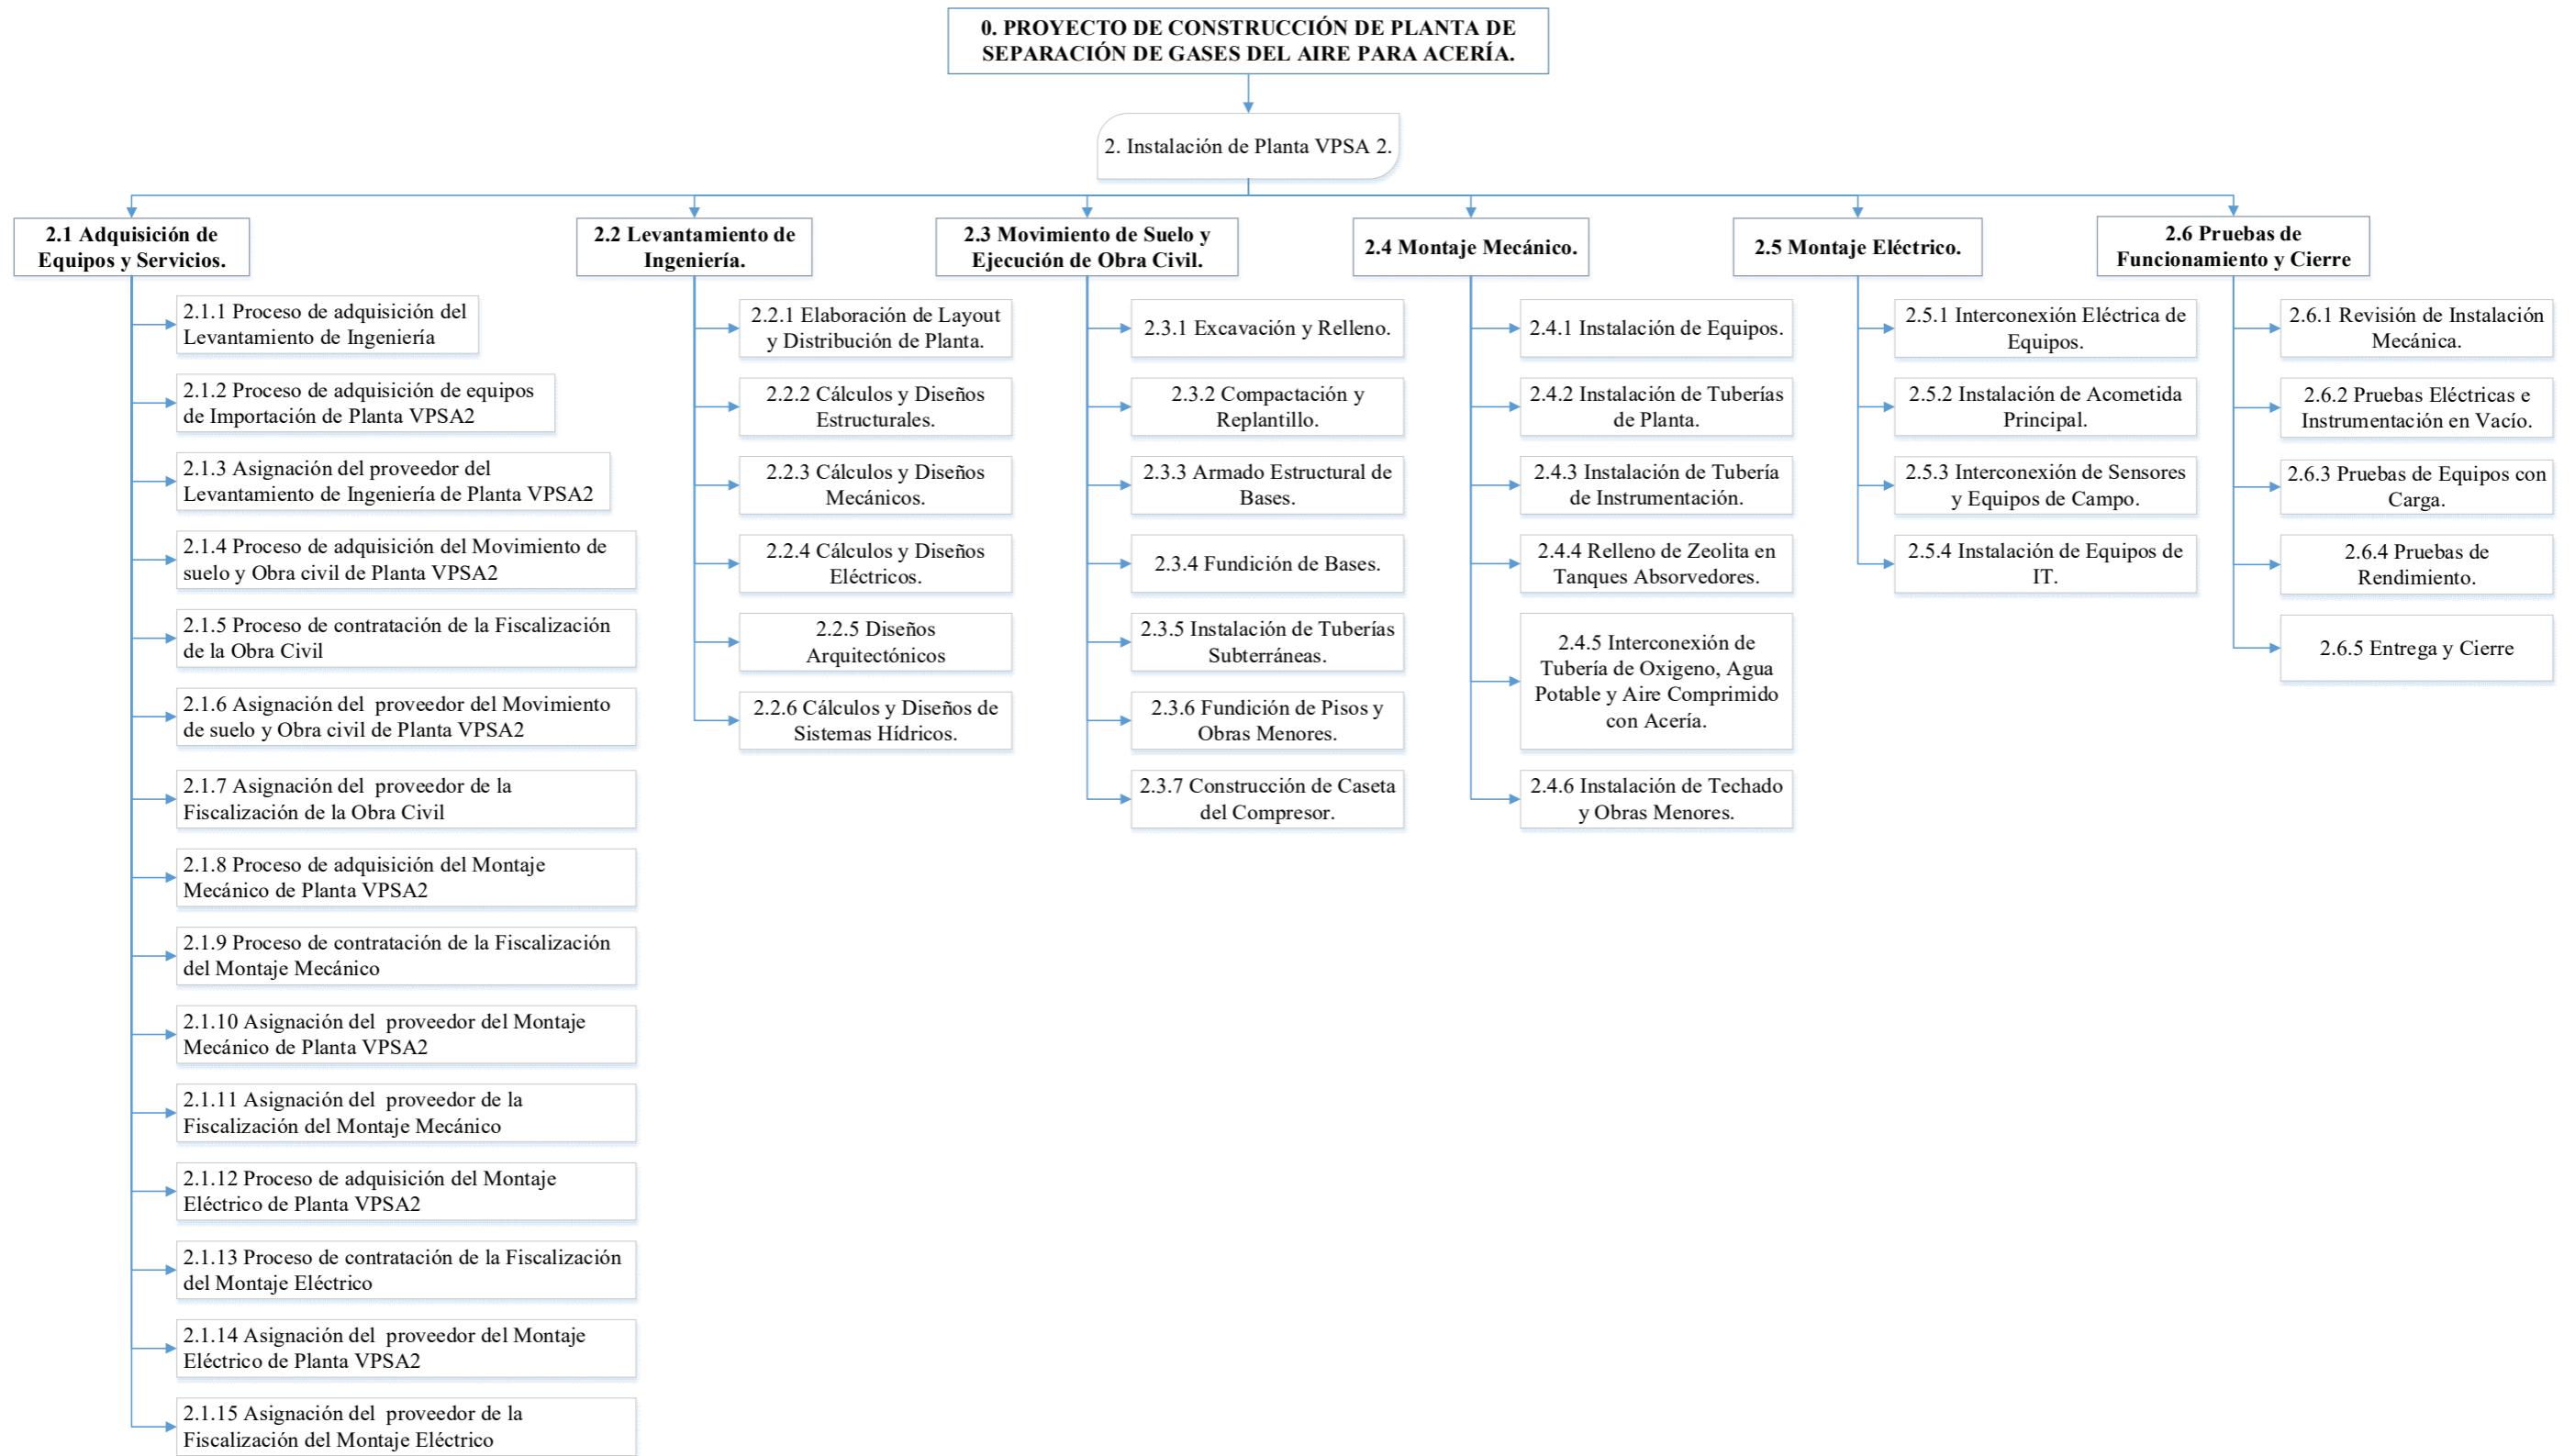 0. PROYECTO DE CONSTRUCCIÓN DE PLANTA DE
SEPARACIÓN DE GASES DEL AIRE PARA ACERÍA.
2. Instalación de Planta VPSA 2.
2.1 Adquisición de
Equipos y Servicios.
2.1.1 Proceso de adquisición del
Levantamiento de Ingeniería
2.1.2 Proceso de adquisición de equipos
de Importación de Planta VPSA2
2.1.3 Asignación del proveedor del
Levantamiento de Ingeniería de Planta VPSA2
2.1.4 Proceso de adquisición del Movimiento de
suelo y Obra civil de Planta VPSA2
2.1.5 Proceso de contratación de la Fiscalización
de la Obra Civil
2.1.6 Asignación del  proveedor del Movimiento
de suelo y Obra civil de Planta VPSA2
2.1.7 Asignación del  proveedor de la
Fiscalización de la Obra Civil
2.1.8 Proceso de adquisición del Montaje
Mecánico de Planta VPSA2
2.1.9 Proceso de contratación de la Fiscalización
del Montaje Mecánico
2.1.10 Asignación del  proveedor del Montaje
Mecánico de Planta VPSA2
2.1.11 Asignación del  proveedor de la
Fiscalización del Montaje Mecánico
2.1.12 Proceso de adquisición del Montaje
Eléctrico de Planta VPSA2
2.1.13 Proceso de contratación de la Fiscalización
del Montaje Eléctrico
2.1.14 Asignación del  proveedor del Montaje
Eléctrico de Planta VPSA2
2.1.15 Asignación del  proveedor de la
Fiscalización del Montaje Eléctrico
2.2 Levantamiento de
Ingeniería.
2.2.1 Elaboración de Layout
y Distribución de Planta.
2.2.2 Cálculos y Diseños
Estructurales.
2.2.3 Cálculos y Diseños
Mecánicos.
2.2.4 Cálculos y Diseños
Eléctricos.
2.2.5 Diseños
Arquitectónicos
2.2.6 Cálculos y Diseños de
Sistemas Hídricos.
2.3 Movimiento de Suelo y
Ejecución de Obra Civil.
2.3.1 Excavación y Relleno.
2.3.2 Compactación y
Replantillo.
2.3.3 Armado Estructural de
Bases.
2.3.4 Fundición de Bases.
2.3.5 Instalación de Tuberías
Subterráneas.
2.3.6 Fundición de Pisos y
Obras Menores.
2.3.7 Construcción de Caseta
del Compresor.
2.4 Montaje Mecánico.
2.4.1 Instalación de Equipos.
2.4.2 Instalación de Tuberías
de Planta.
2.4.3 Instalación de Tubería
de Instrumentación.
2.4.4 Relleno de Zeolita en
Tanques Absorvedores.
2.4.5 Interconexión de
Tubería de Oxigeno, Agua
Potable y Aire Comprimido
con Acería.
2.4.6 Instalación de Techado
y Obras Menores.
2.5 Montaje Eléctrico.
2.5.1 Interconexión Eléctrica de
Equipos.
2.5.2 Instalación de Acometida
Principal.
2.5.3 Interconexión de Sensores
y Equipos de Campo.
2.5.4 Instalación de Equipos de
IT.
2.6 Pruebas de
Funcionamiento y Cierre
2.6.1 Revisión de Instalación
Mecánica.
2.6.2 Pruebas Eléctricas e
Instrumentación en Vacío.
2.6.3 Pruebas de Equipos con
Carga.
2.6.4 Pruebas de
Rendimiento.
2.6.5 Entrega y Cierre